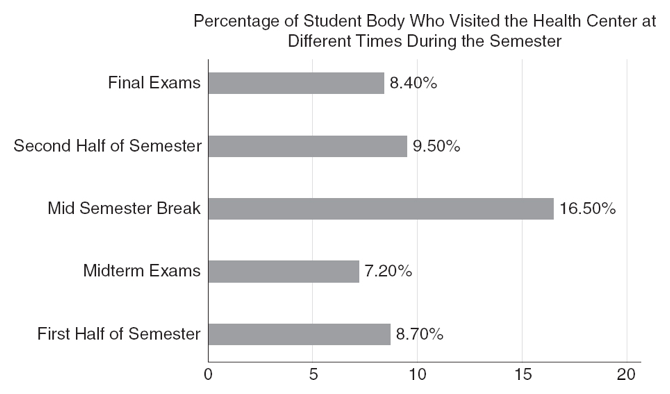 Percentage of Student Body Who Visited the Health Center at
Different Times During the Semester
Final Exams 8.40%
Second Half of Semester 9.50%
Mid Semester Break 16.50%
Midterm Exams 7.20%
First Half of Semester 8.70%
0 5 10 15 20